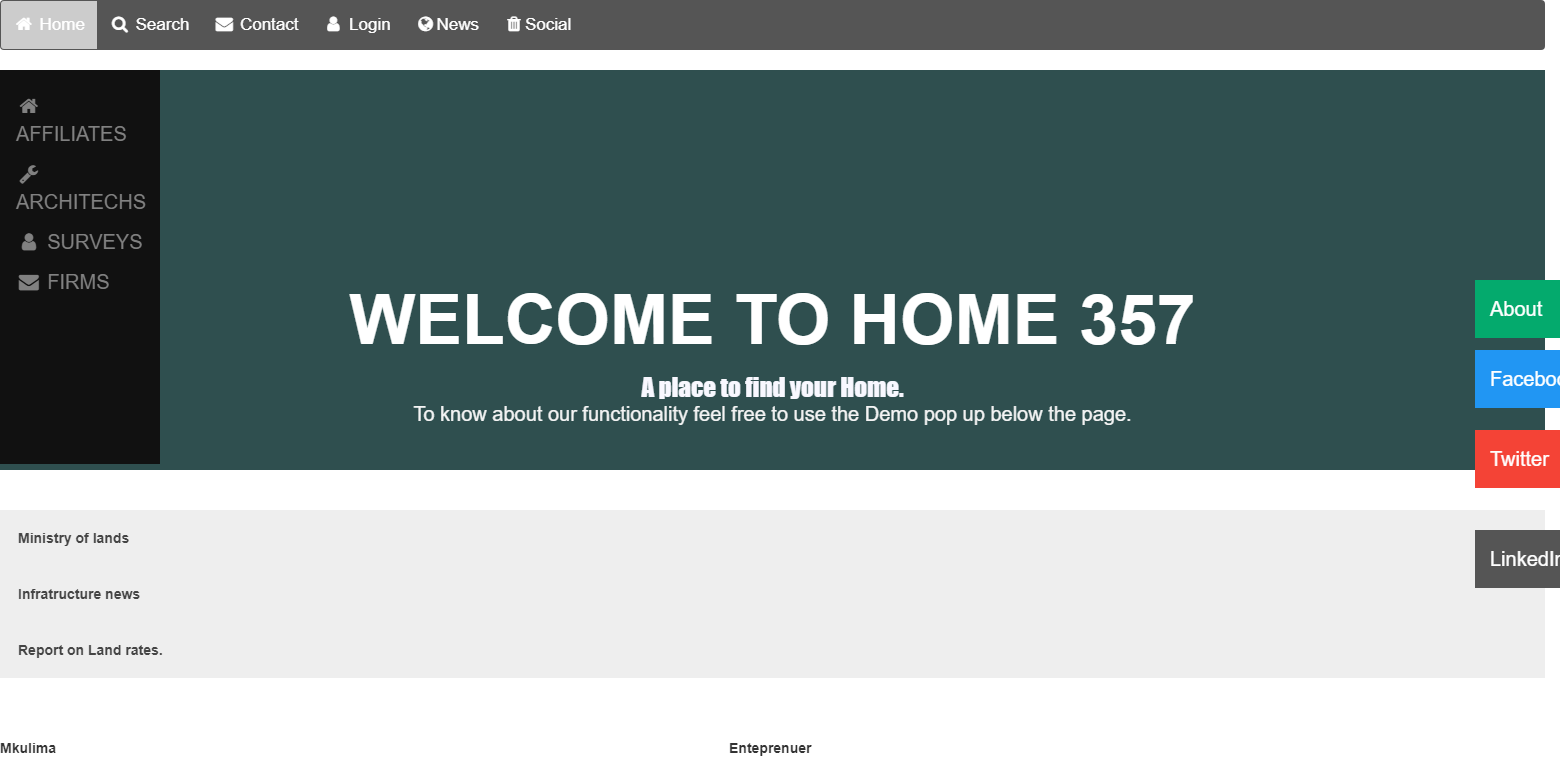 Home Search Contact Login News Social
AFFILIATES
ARCHITECHS
SURVEYS
FIRMS
WELCOME TO HOME 357
A place to find your Home.
To know about our functionality feel free to use the Demo pop up below the page.
About
Faceboo
Twitter
LinkedIn
Ministry of lands
Infratructure news
Report on Land rates.
Mkulima Enteprenuer